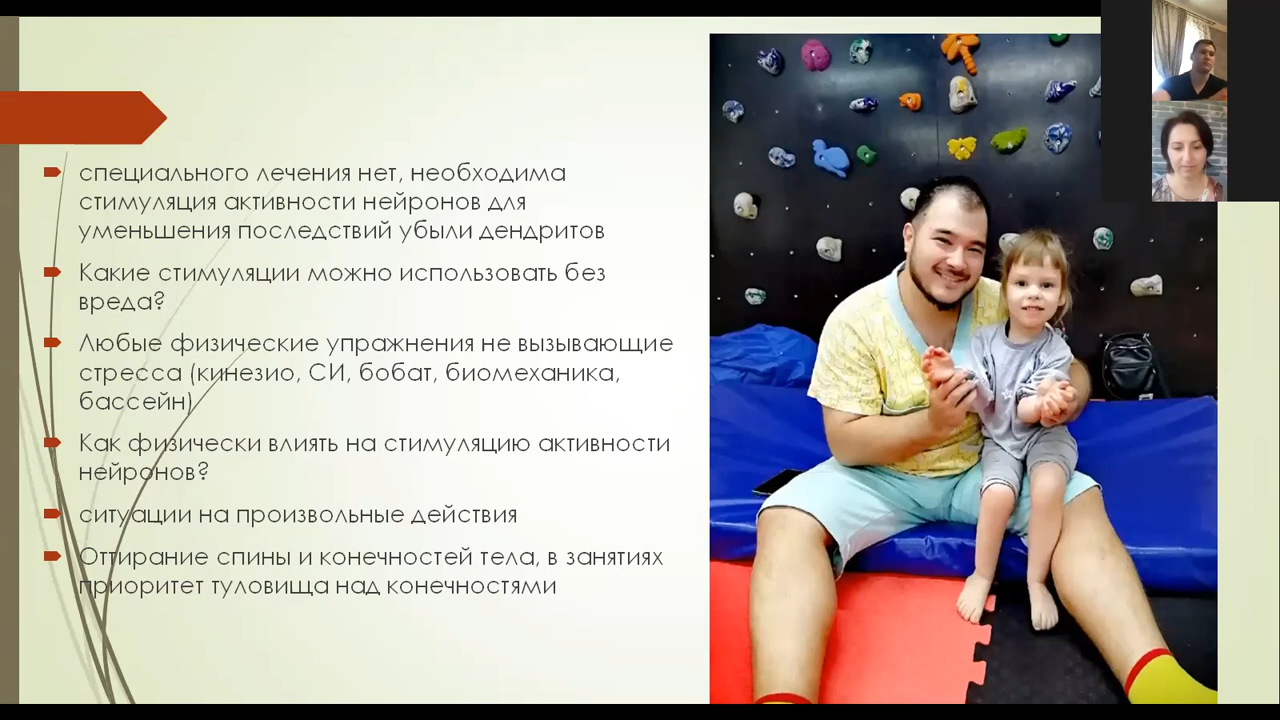 специального лечения нет, необходима
стимуляция активности нейронов для
уменьшения последствий убыли дендритов
Какие стимуляции можно использовать без
вреда?
Любые физические упражнения не вызывающие
стресса (кинезио, СИ, бобат, биомеханика,
бассейн)
Как физически влиять на стимуляцию активности
нейронов?
ситуации на произвольные действия
Оттирание спины и конечностей тела, в занятиях
приоритет туловища над конечностями